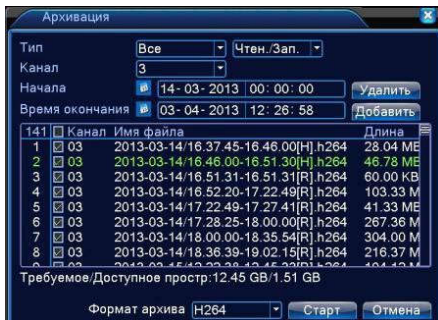 Архивация
Тип Все Чтен./Зап.
Канал 3
Начала 14-03-2013 00:00:00 Удалить
Время окончания 03-04-2013 12:26:58 Добавить
141 Канал Имя файла Длина
1 03 2013-03-14/16.37.45-16.46.00[H].h264 28.04 MB
2 03 2013-03-14/16.46.00-16.51.30[H].h264 46.78 MB
3 03 2013-03-14/16.51.31-16.51.31[R].h264 60.00 KB
4 03 2013-03-14/16.52.20-17.22.49[R].h264 103.33 M
5 03 2013-03-14/17.22.49-17.27.41[R].h264 41.33 MB
6 03 2013-03-14/17.28.25-18.00.00[R].h264 267.36 M
7 03 2013-03-14/18.00.00-18.35.54[R].h264 304.00 M
8 03 2013-03-14/18.36.39-19.02.15[R].h264 216.37 M
Требуемое/Доступное простр:12.45 GB/1.51 GB
Формат архива H264 Старт Отмена